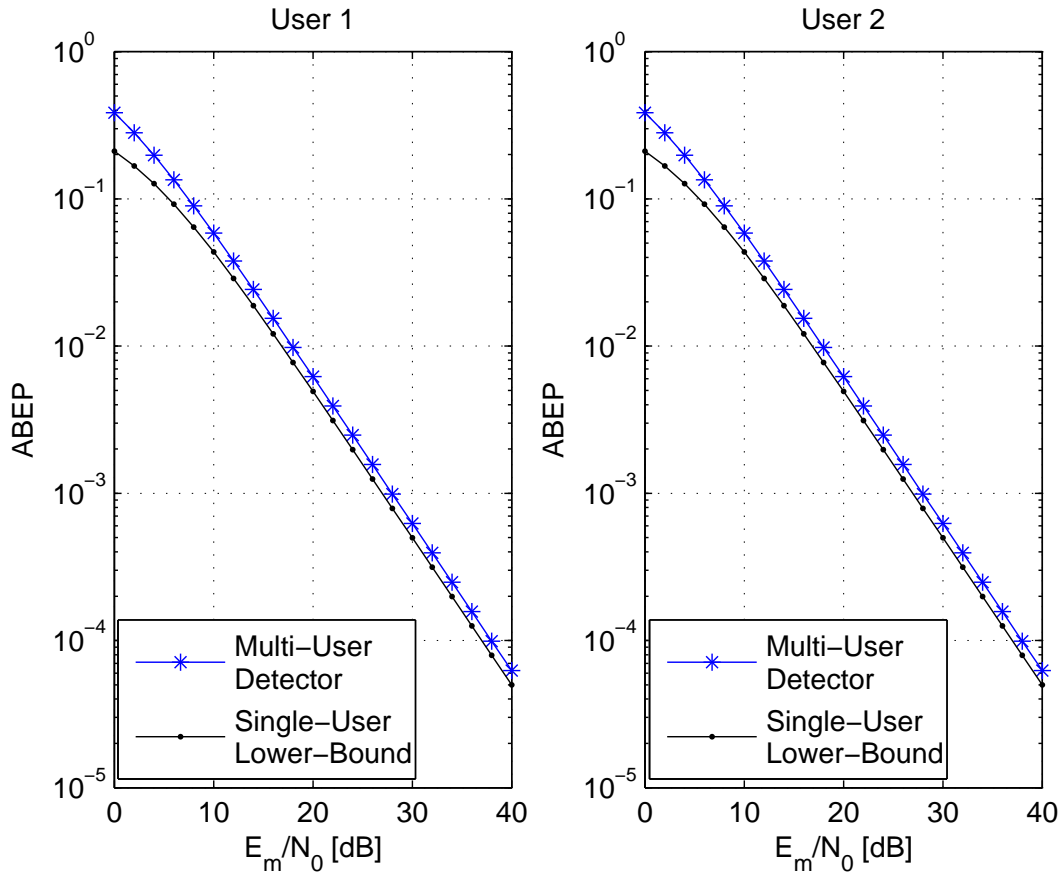 User 1
10^0
10^−1
10^−2
10^−3
10^−4
10^−5
ABEP
0 10 20 30 40
E_m/N_0 [dB]
Multi−User
Detector
Single−User
Lower−Bound
User 2
10^0
10^−1
10^−2
10^−3
10^−4
10^−5
ABEP
0 10 20 30 40
E_m/N_0 [dB]
Multi−User
Detector
Single−User
Lower−Bound